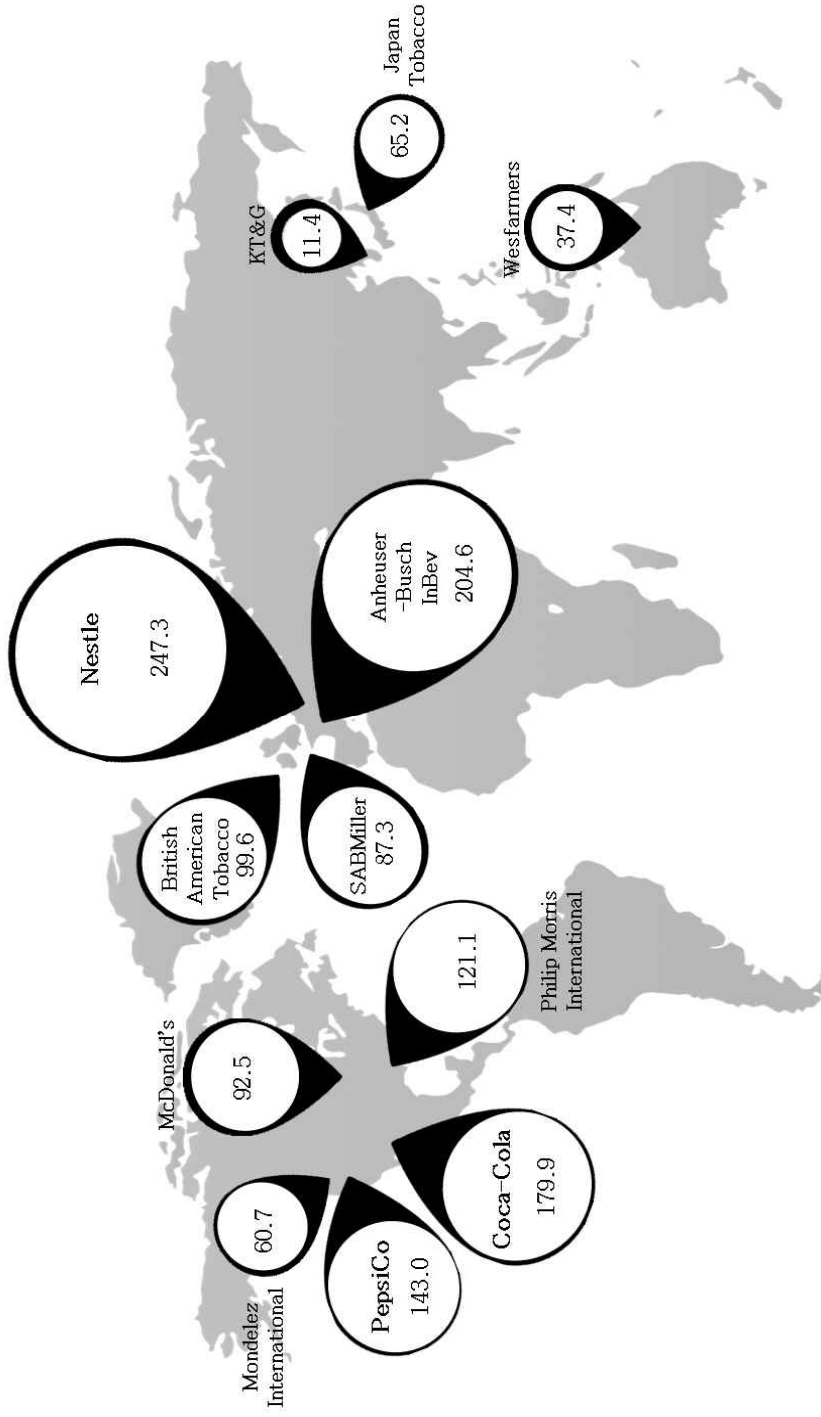 Nestle
247.3
British
American
Tobacco
99.6
Anheuser
-Busch
InBev
204.6
SABMiller
87.3
McDonald's
92.5
Mondelez
International
60.7
PepsiCo
143.0
Coca-Cola
179.9
121.1
Philip Morris
International
KT&G
11.4
Japan
Tobacco
65.2
Wesfarmers
37.4